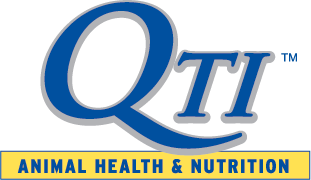 QTI™
ANIMAL HEALTH & NUTRITION